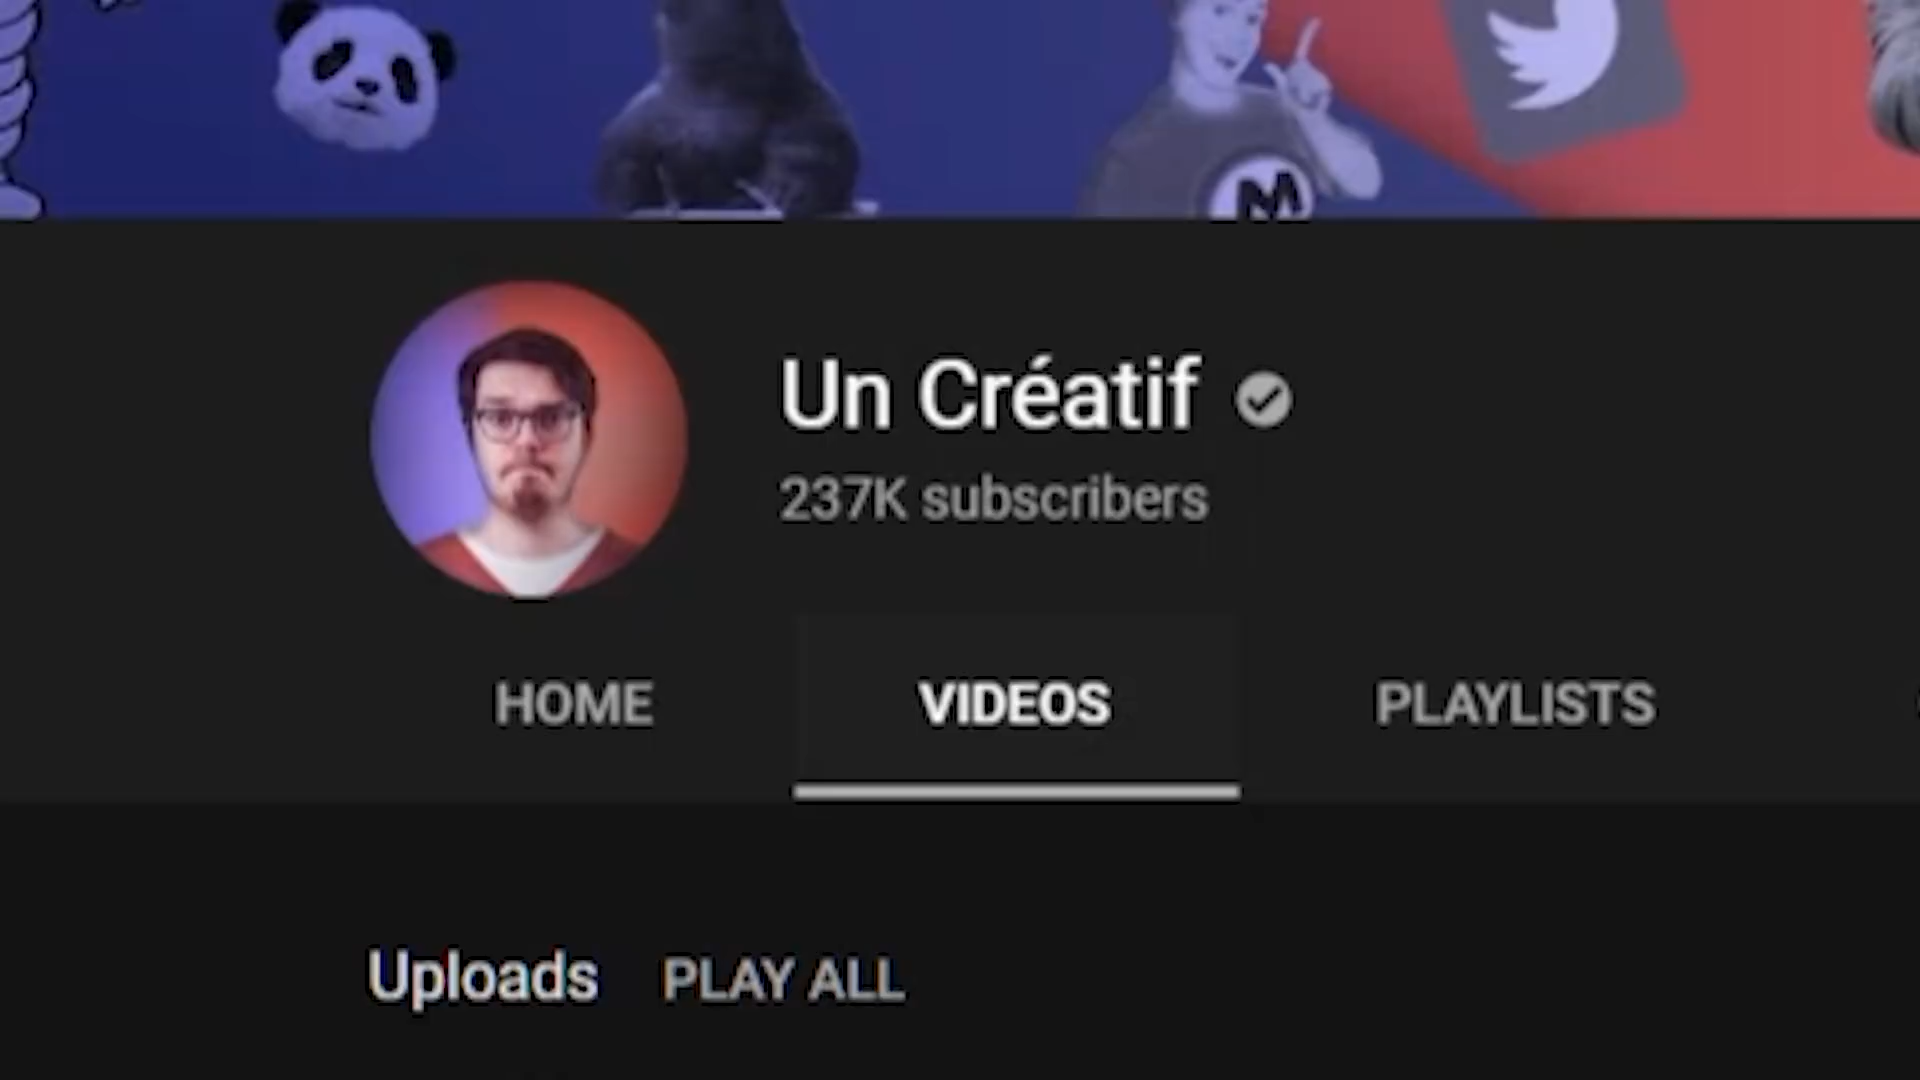 M
Un Créatif
237K subscribers
HOME VIDEOS PLAYLISTS
Uploads PLAY ALL